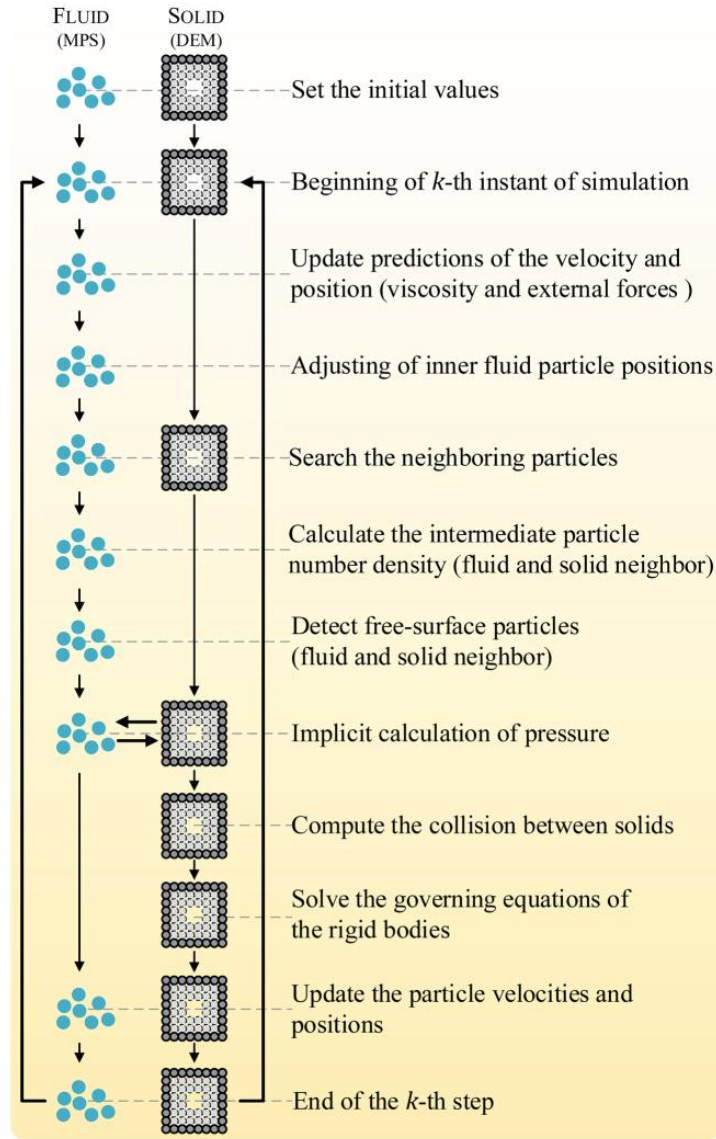 FLUID
(MPS)
SOLID
(DEM)
Set the initial values
Beginning of k-th instant of simulation
Update predictions of the velocity and
position (viscosity and external forces )
Adjusting of inner fluid particle positions
Search the neighboring particles
Calculate the intermediate particle
number density (fluid and solid neighbor)
Detect free-surface particles
(fluid and solid neighbor)
Implicit calculation of pressure
Compute the collision between solids
Solve the governing equations of
the rigid bodies
Update the particle velocities and
positions
End of the k-th step